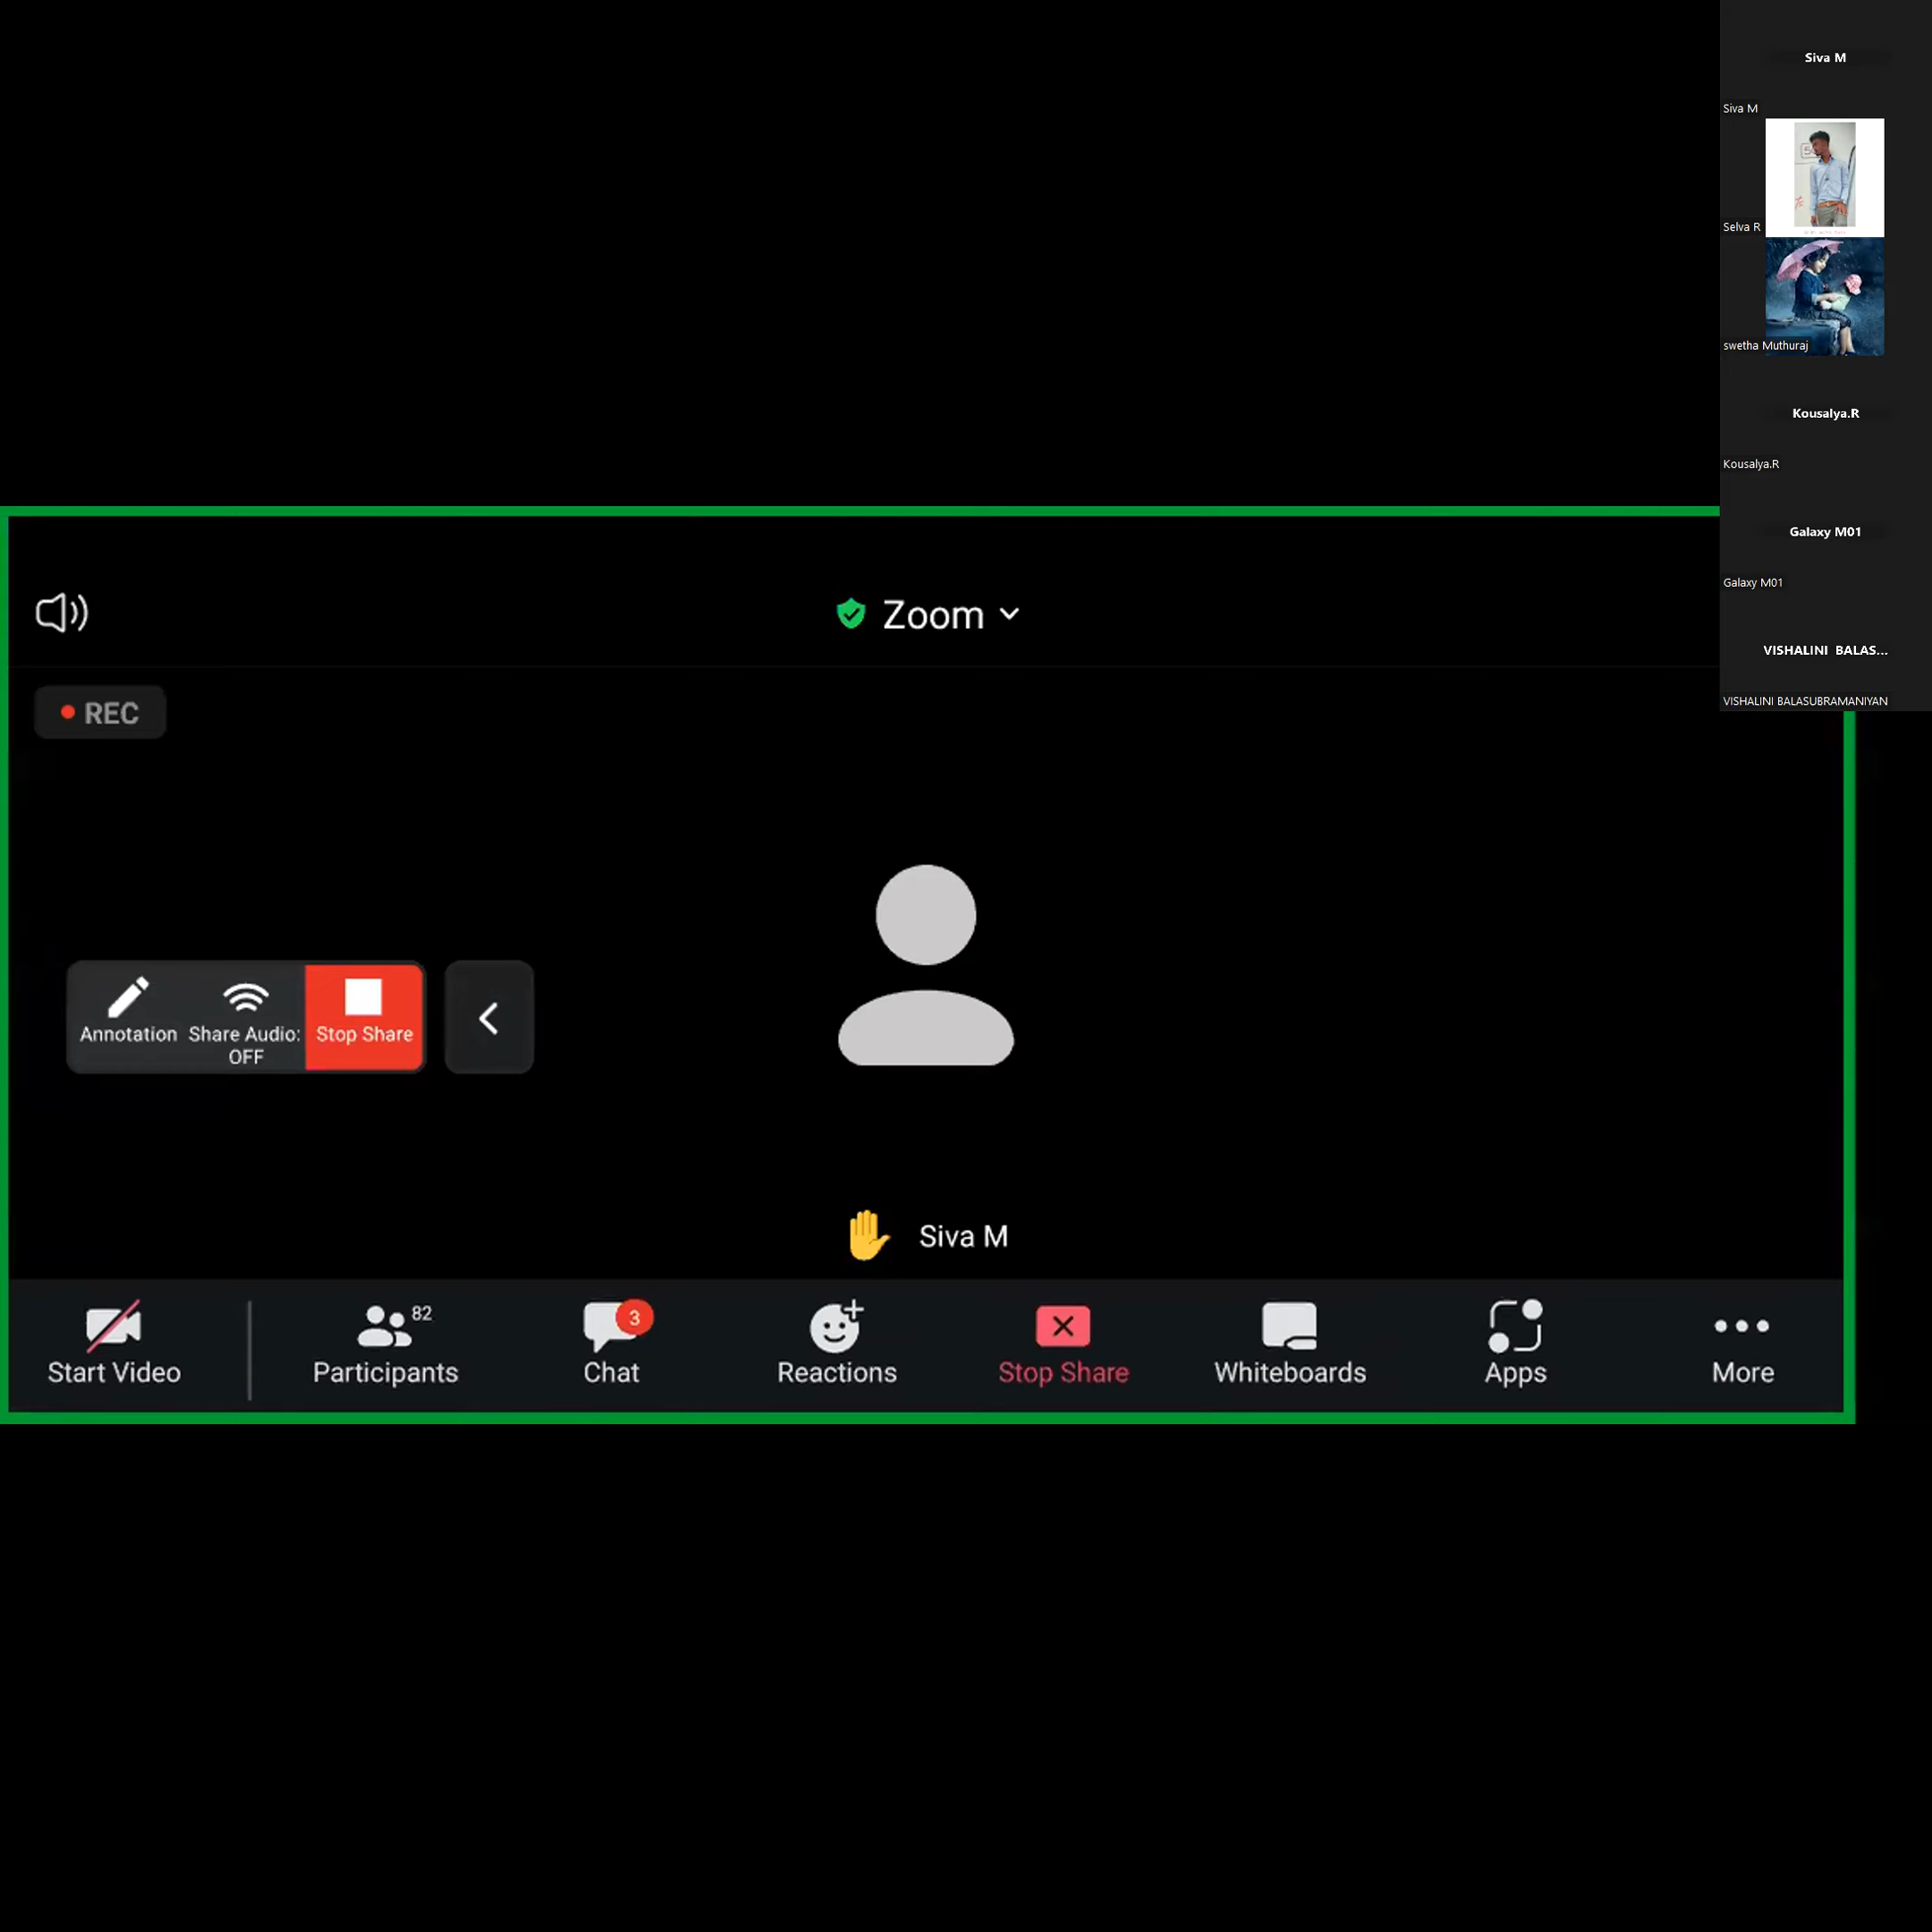 Siva M
Siva M
Selva R
swetha Muthuraj
Kousalya.R
Kousalya.R
Galaxy M01
Galaxy M01
VISHALINI BALAS...
VISHALINI BALASUBRAMANIYAN
Zoom
REC
Annotation
Share Audio: OFF
Stop Share
Siva M
Start Video
82
Participants
3
Chat
Reactions
Stop Share
Whiteboards
Apps
More